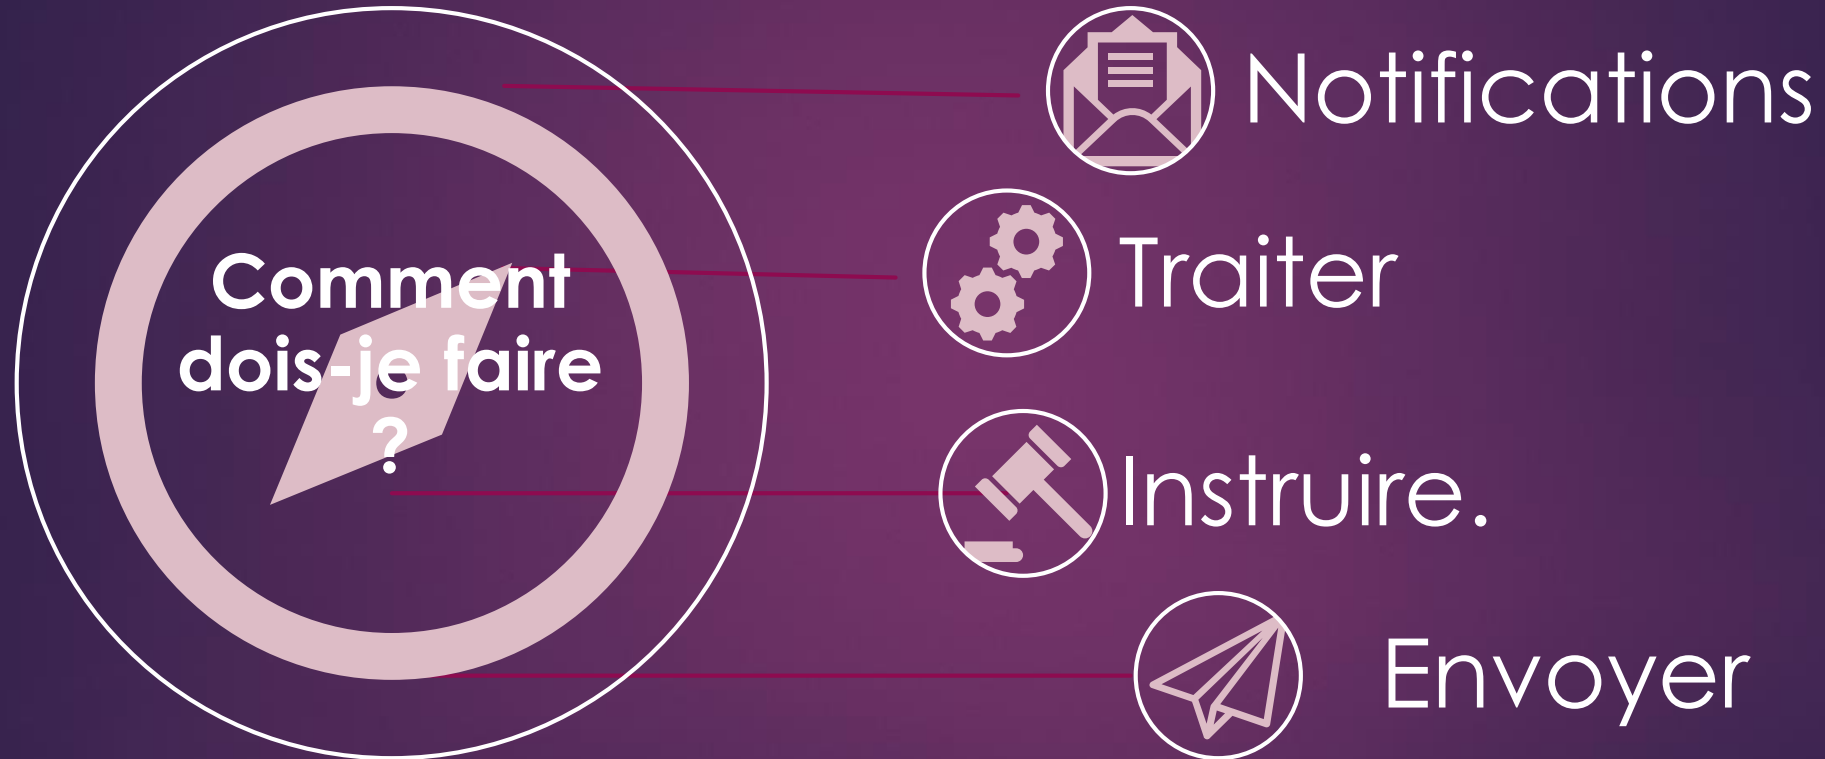 Comment
dois-je faire
?
Notifications
Traiter
Instruire.
Envoyer